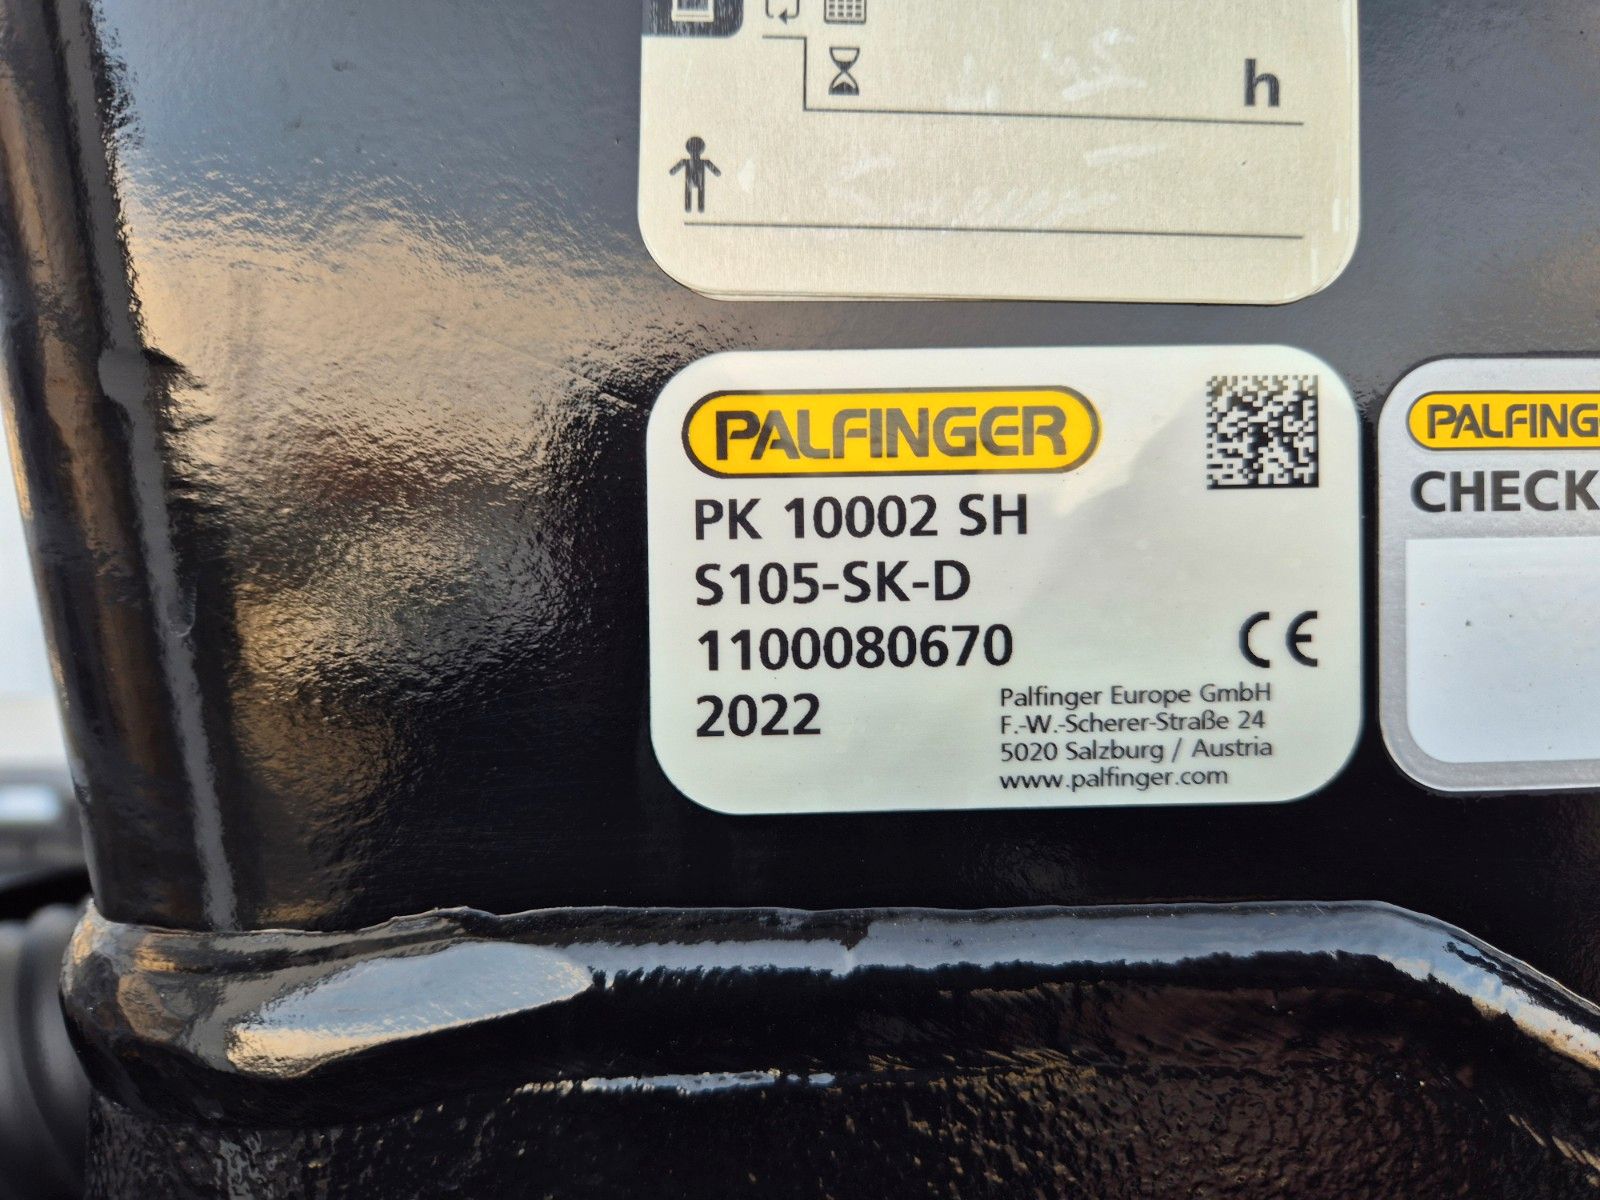 h
PALFINGER
PK 10002 SH
S105-SK-D
1100080670
2022
Palfinger Europe GmbH
F.-W.-Scherer-Straße 24
5020 Salzburg / Austria
www.palfinger.com
CE
PALFING
CHECK